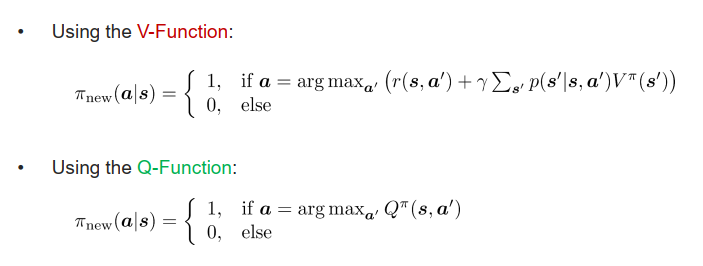 • Using the V-Function:
π_new(a|s) = { 1, if a = arg max_{a′} (r(s, a′) + γ ∑_{s′} p(s′|s, a′)V^π(s′))
0, else
• Using the Q-Function:
π_new(a|s) = { 1, if a = arg max_{a′} Q^π(s, a′)
0, else